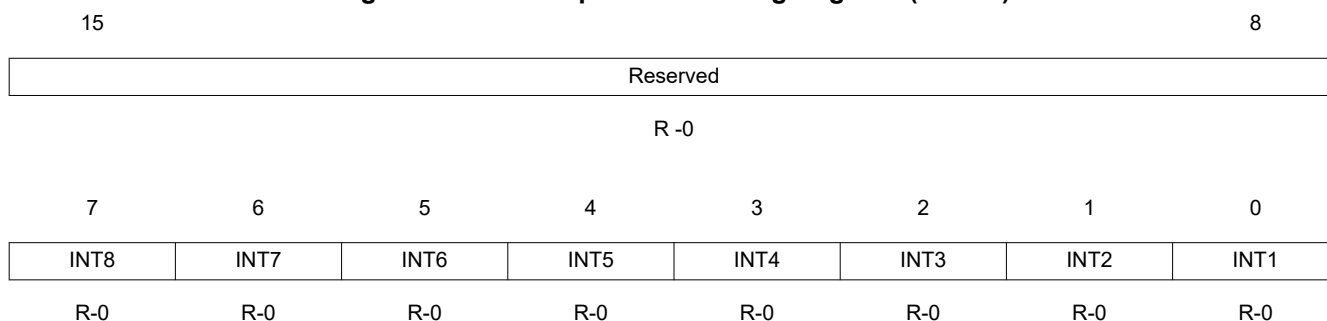 15 8
Reserved
R -0
7 6 5 4 3 2 1 0
INT8 INT7 INT6 INT5 INT4 INT3 INT2 INT1
R-0 R-0 R-0 R-0 R-0 R-0 R-0 R-0